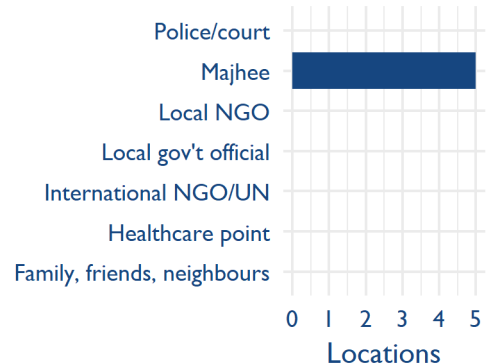 Police/court
Majhee
Local NGO
Local gov't official
International NGO/UN
Healthcare point
Family, friends, neighbours
0 1 2 3 4 5
Locations